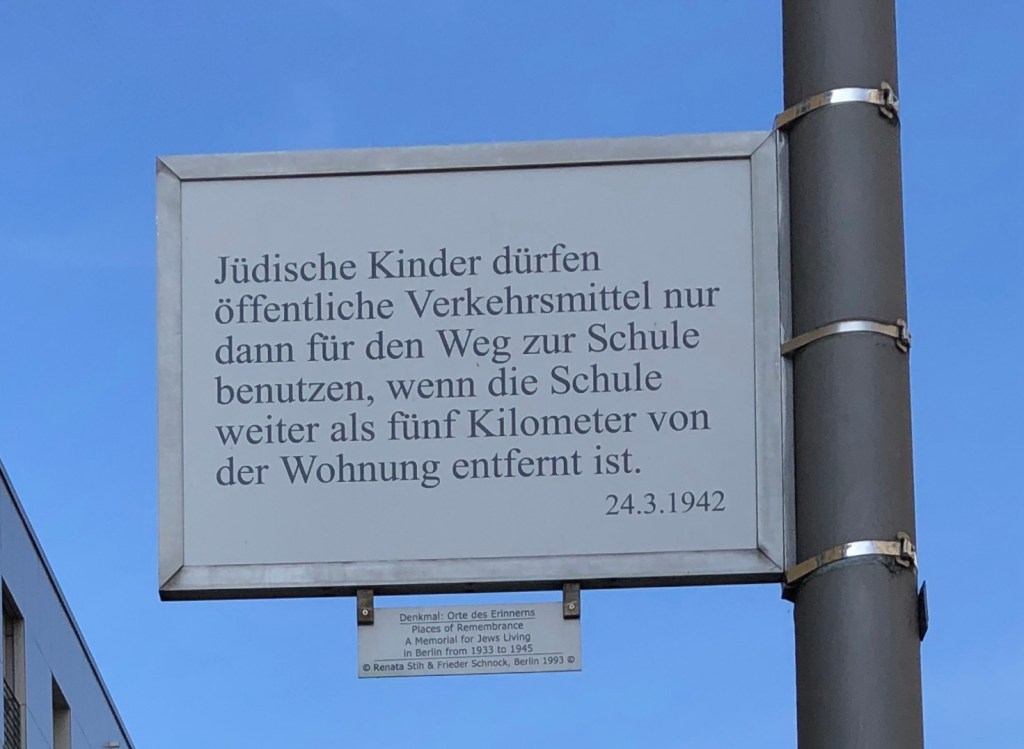 Jüdische Kinder dürfen
öffentliche Verkehrsmittel nur
dann für den Weg zur Schule
benutzen, wenn die Schule
weiter als fünf Kilometer von
der Wohnung entfernt ist.
24.3.1942
Denkmal: Orte des Erinnerns
Places of Remembrance
A Memorial for Jews Living
in Berlin from 1933 to 1945
© Renata Stih & Frieder Schnock, Berlin 1993 ©